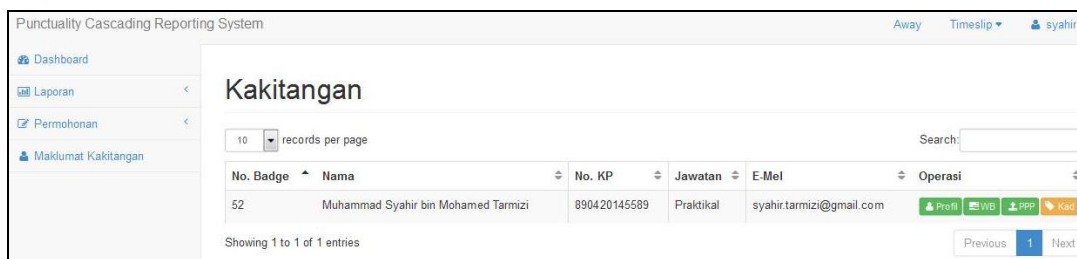 Punctuality Cascading Reporting System Away Timeslip syahir
Dashboard
Laporan
Permohonan
Maklumat Kakitangan
Kakitangan
10 records per page Search:
No. Badge Nama No. KP Jawatan E-Mel Operasi
52 Muhammad Syahir bin Mohamed Tarmizi 890420145589 Praktikal syahir.tarmizi@gmail.com Profil WB PPP Kad
Showing 1 to 1 of 1 entries Previous 1 Next